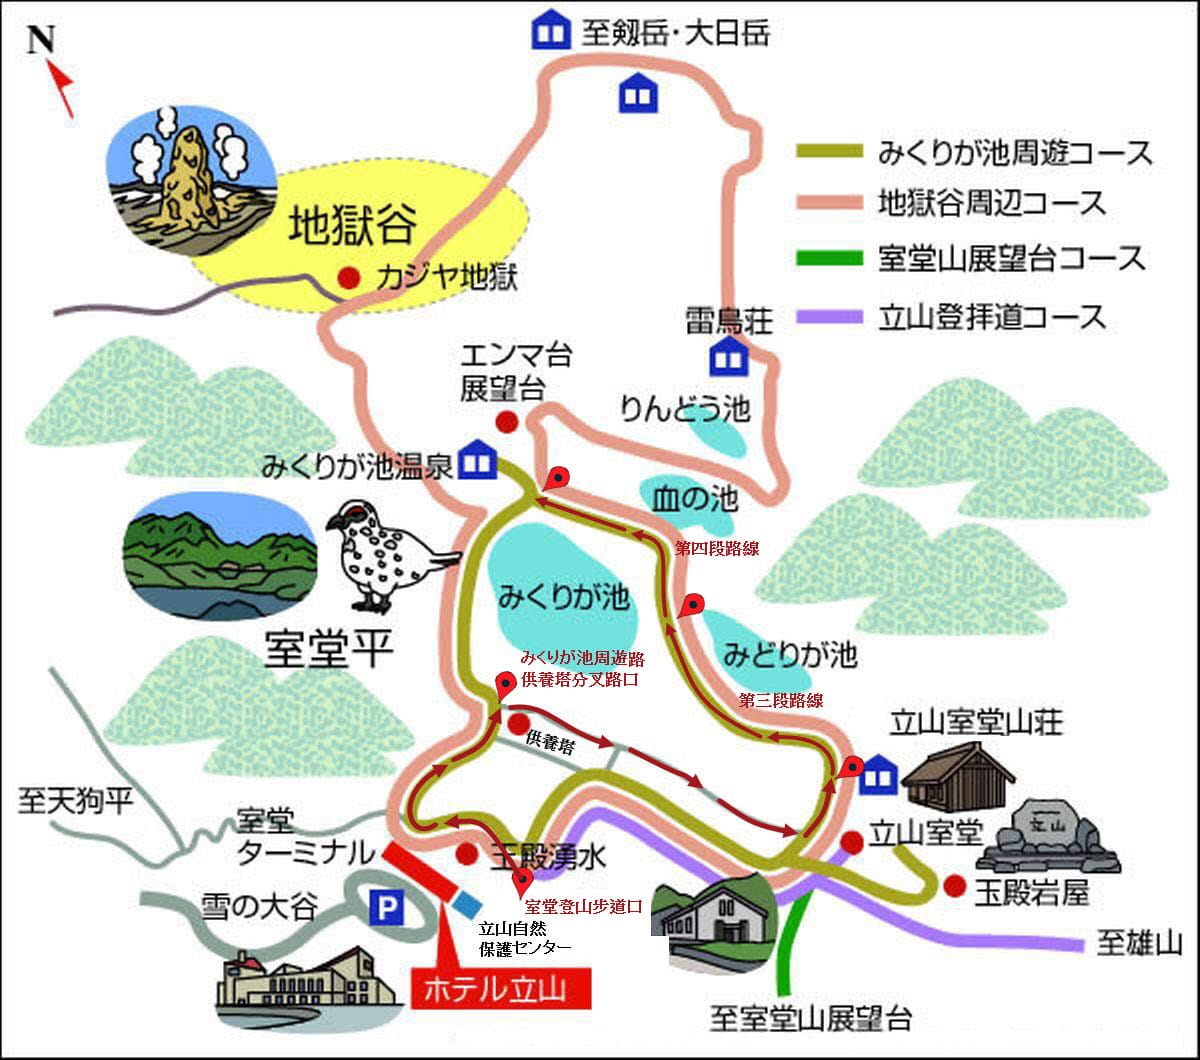 N
至剱岳・大日岳
みくりが池周遊コース
地獄谷周辺コース
室堂山展望台コース
立山登拝道コース
地獄谷
カジヤ地獄
雷鳥荘
エンマ台
展望台
りんどう池
みくりが池温泉
血の池
第四段路線
みくりが池
みどりが池
室堂平
みくりが池周遊路
供養塔分叉路口
第三段路線
供養塔
立山室堂山荘
至天狗平
室堂
ターミナル
玉殿湧水
立山室堂
立山
玉殿岩屋
雪の大谷
P
室堂登山步道口
立山自然
保護センター
至雄山
ホテル立山
至室堂山展望台